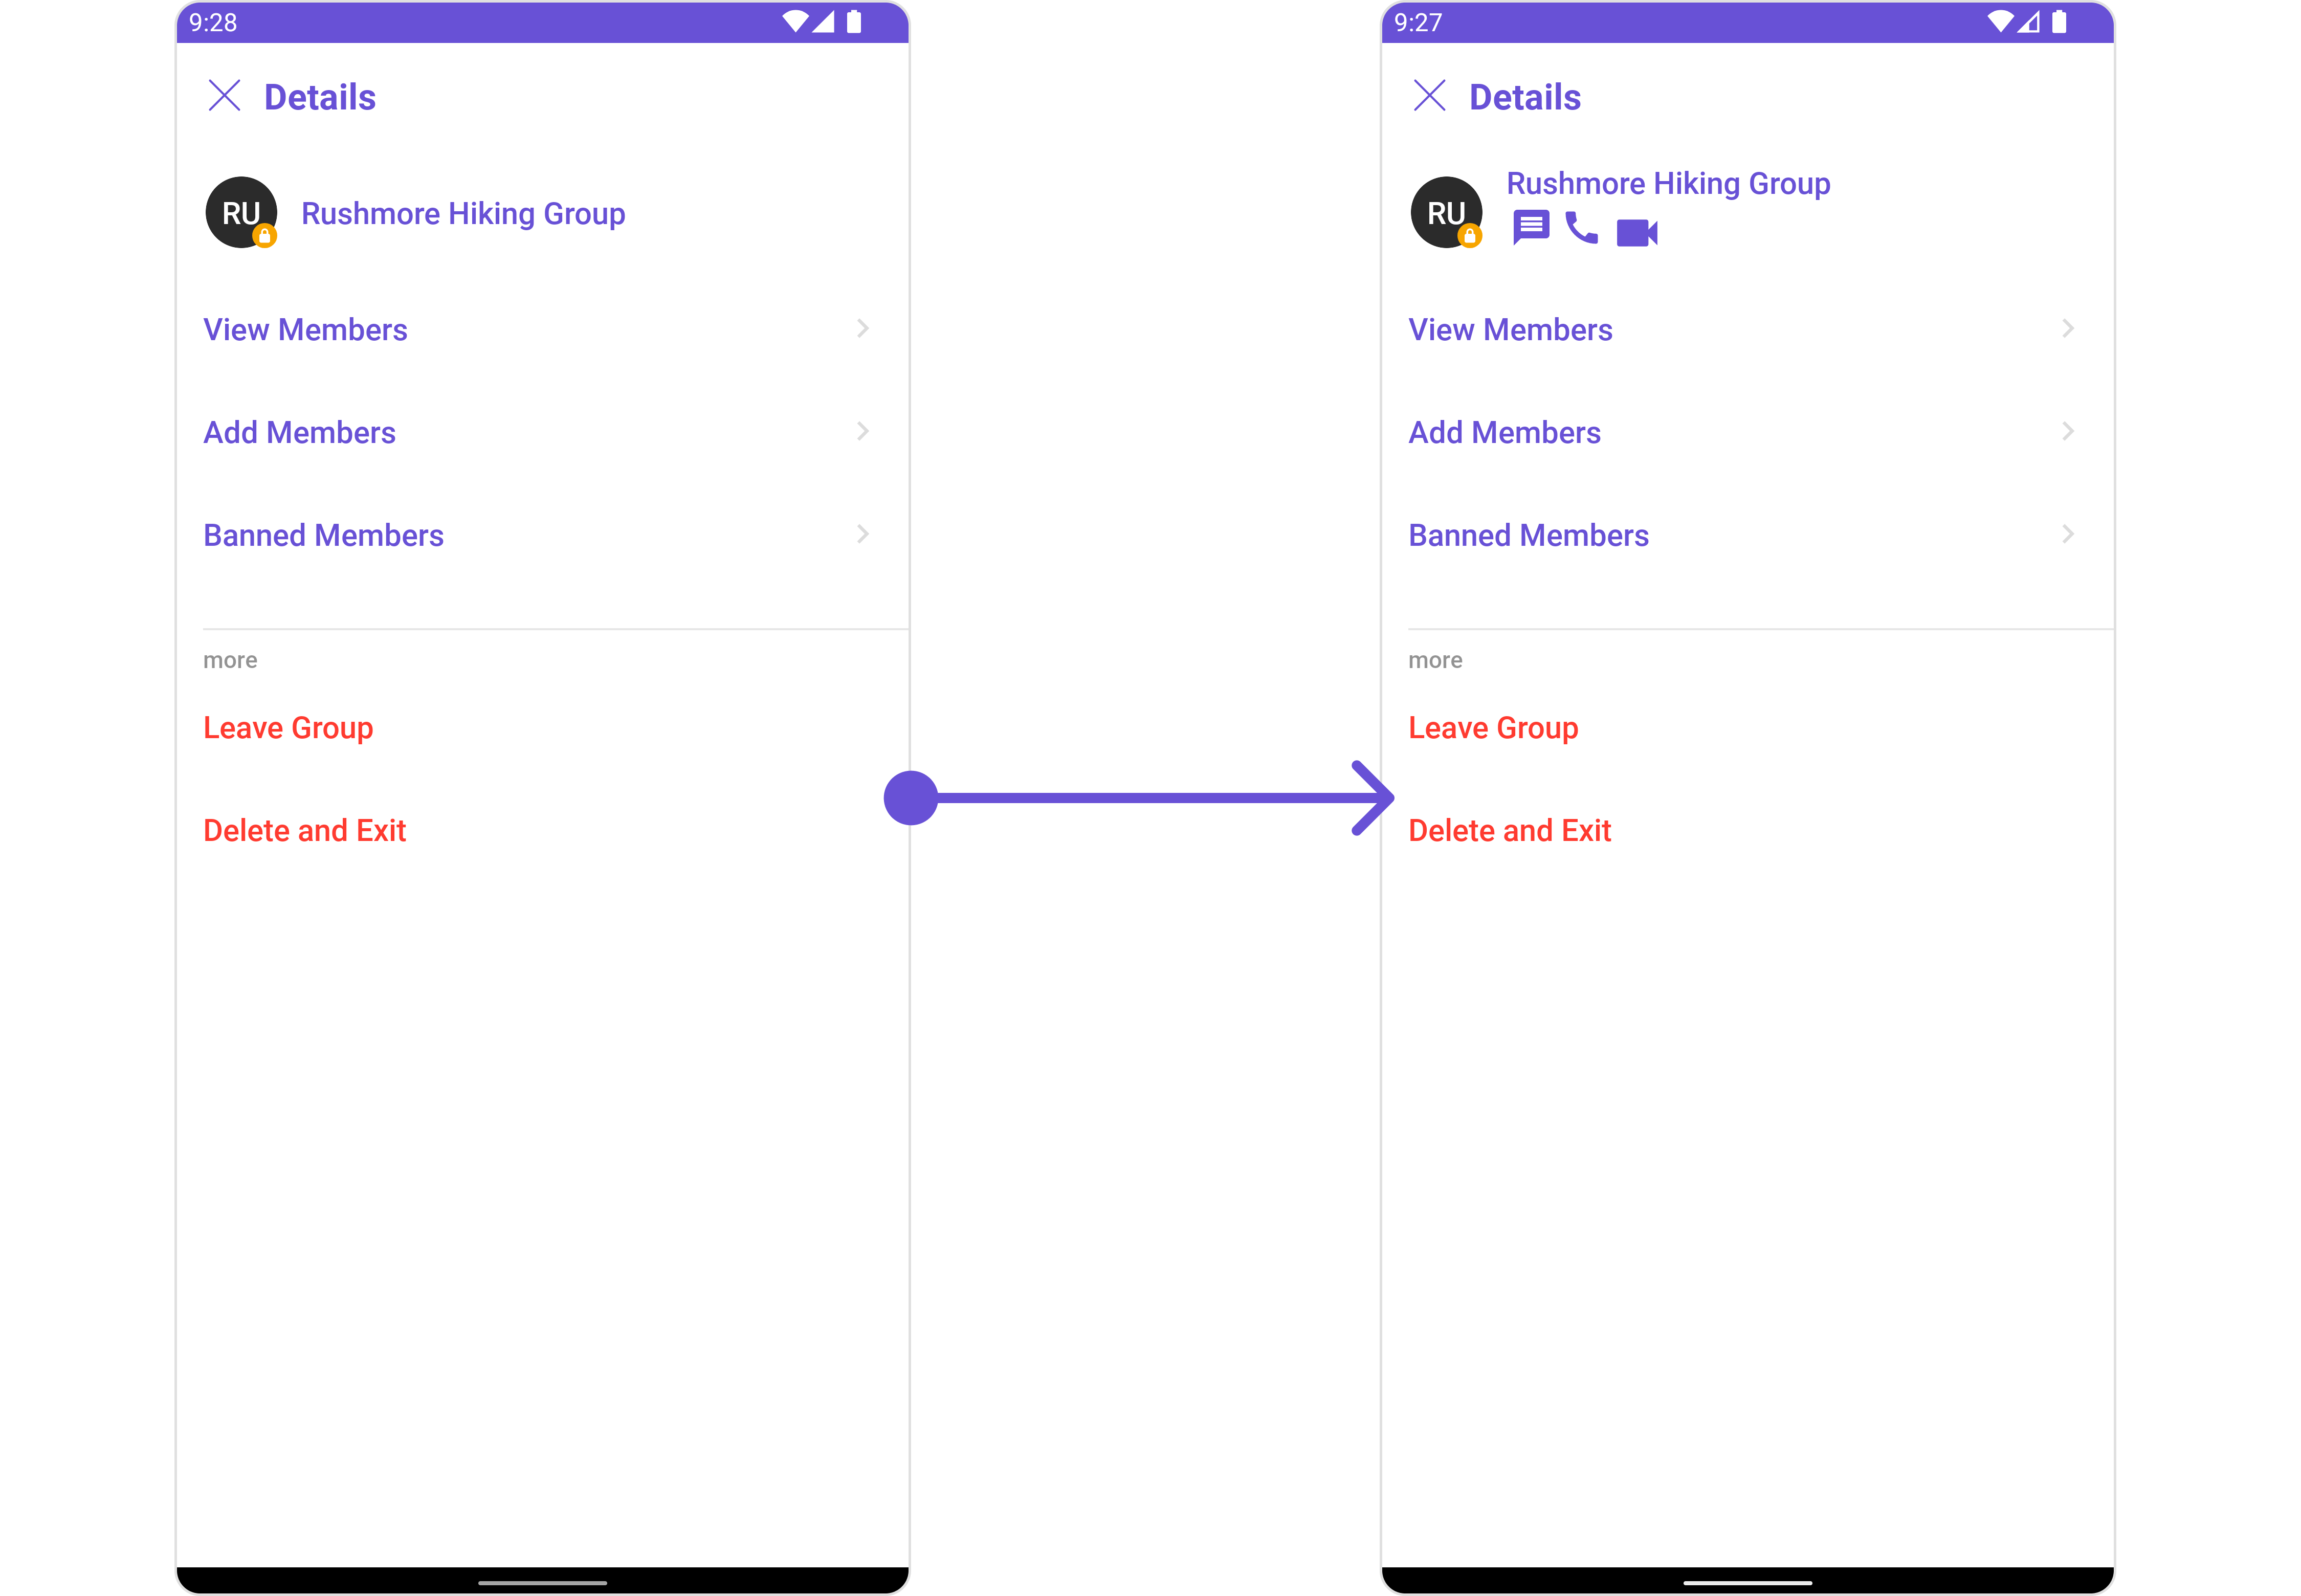 9:28
Details
RU
Rushmore Hiking Group
View Members
Add Members
Banned Members
more
Leave Group
Delete and Exit
9:27
Details
Rushmore Hiking Group
RU
View Members
Add Members
Banned Members
more
Leave Group
Delete and Exit